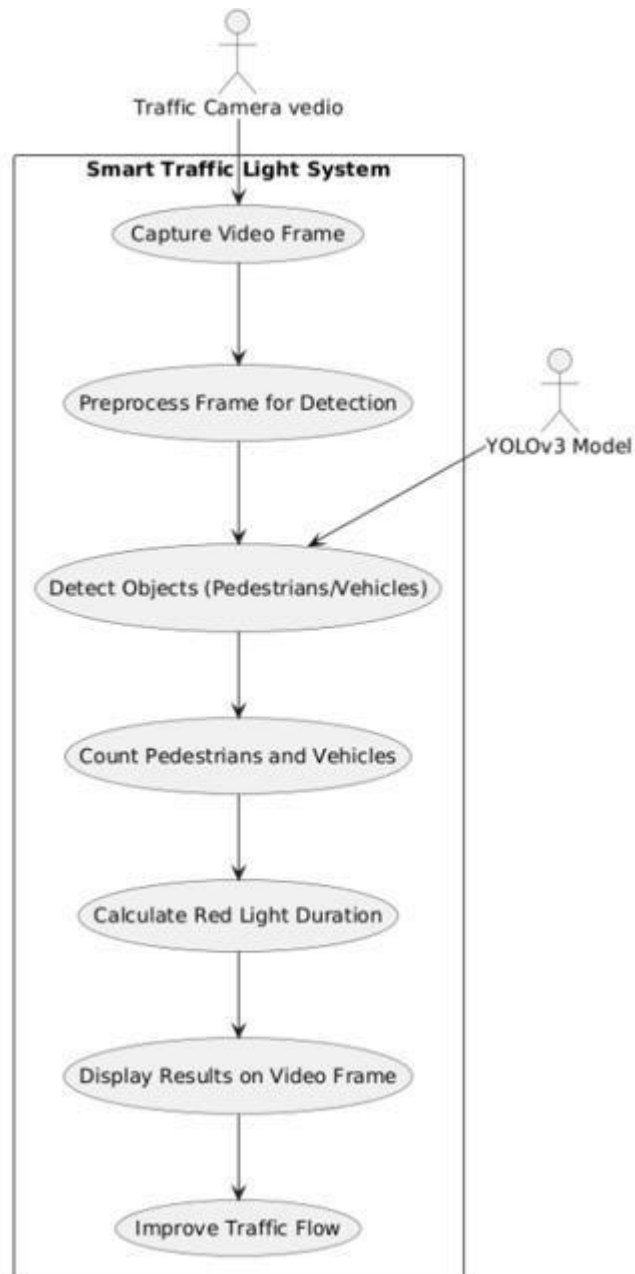 Traffic Camera vedio
Smart Traffic Light System
Capture Video Frame
Preprocess Frame for Detection
YOLOv3 Model
Detect Objects (Pedestrians/Vehicles)
Count Pedestrians and Vehicles
Calculate Red Light Duration
Display Results on Video Frame
Improve Traffic Flow